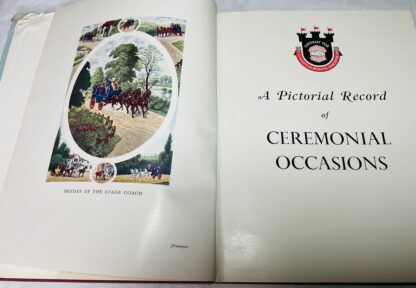 HEYDAY OF THE STAGE COACH
[Frontispiece
A Pictorial Record
of
CEREMONIAL
OCCASIONS